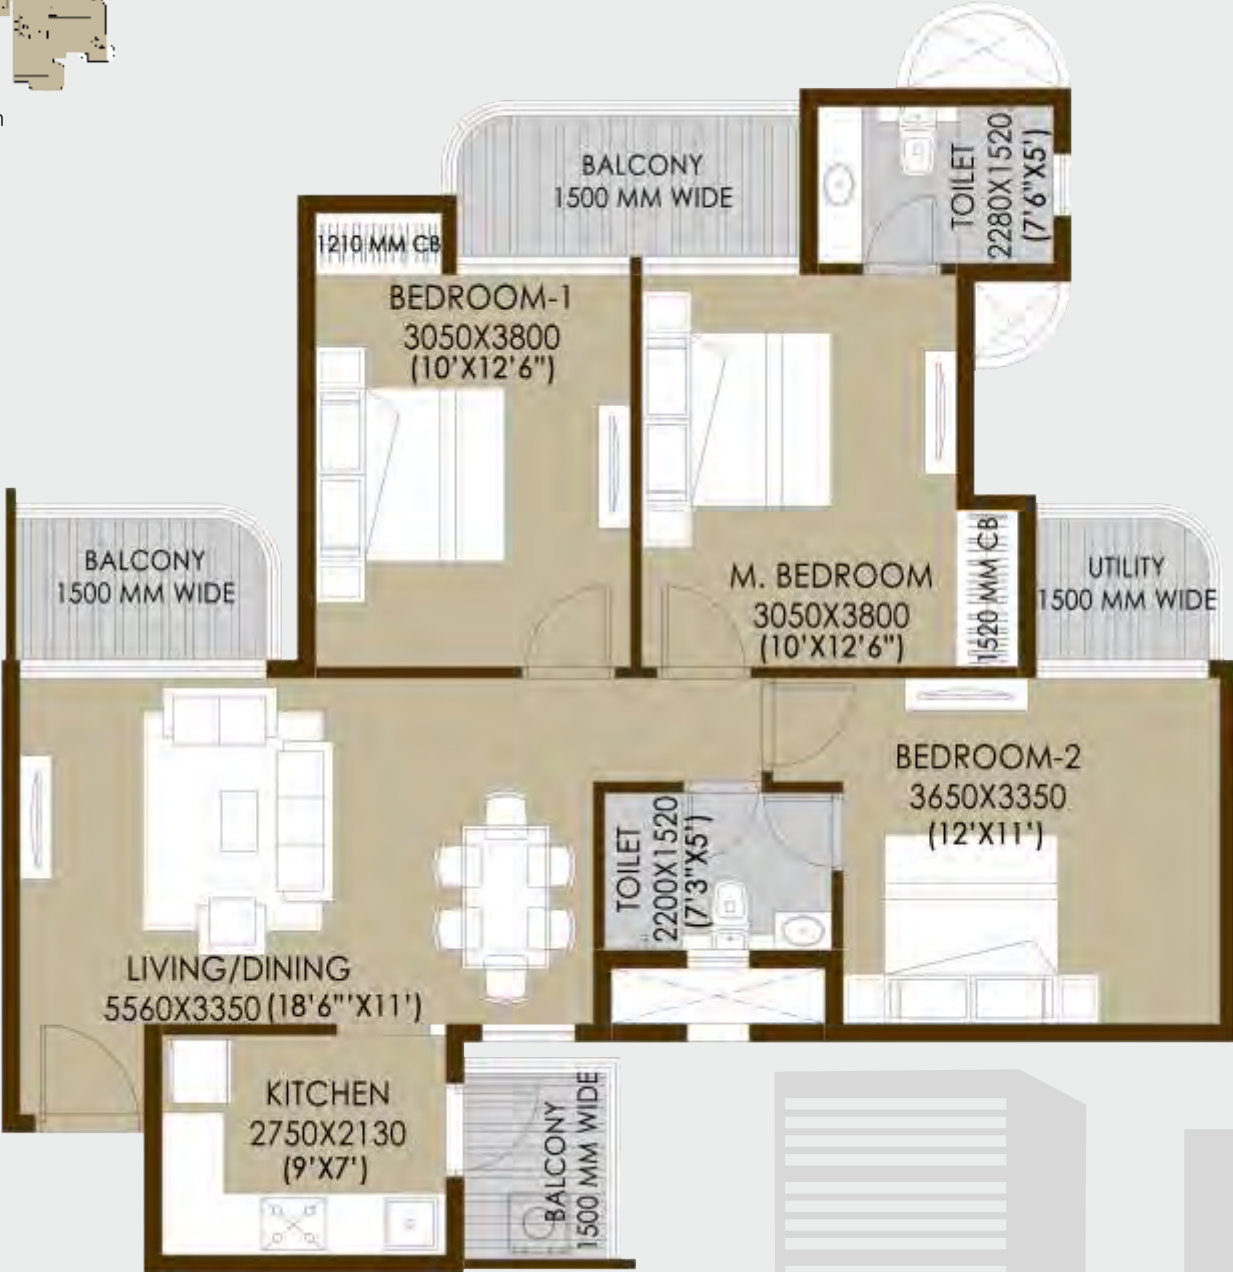 BALCONY
1500 MM WIDE
TOILET
2280X1520
(7'6"X5')
1210 MM CB
BEDROOM-1
3050X3800
(10'X12'6")
M. BEDROOM
3050X3800
(10'X12'6")
1520 MM CB
BALCONY
1500 MM WIDE
UTILITY
1500 MM WIDE
BEDROOM-2
3650X3350
(12'X11')
TOILET
2200X1520
(7'3"X5')
LIVING/DINING
5560X3350 (18'6"'X11')
KITCHEN
2750X2130
(9'X7')
BALCONY
1500 MM WIDE